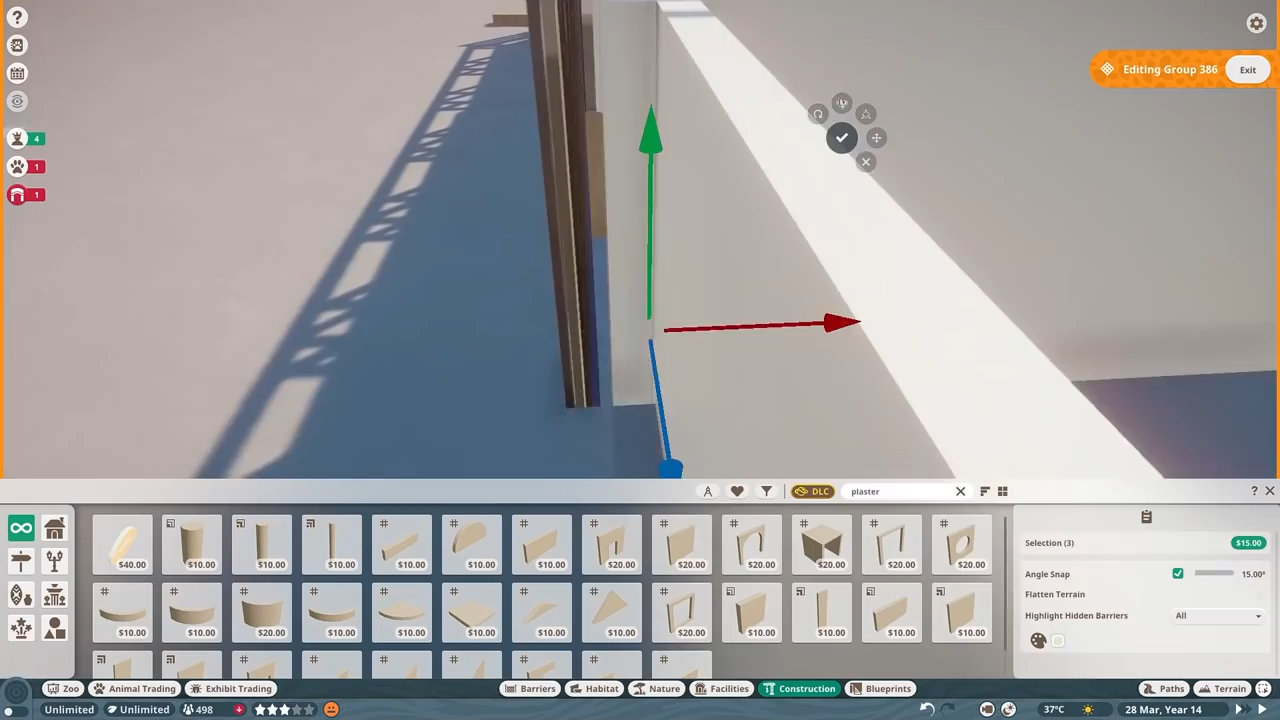 ?
Editing Group 386
Exit
4
1
1
DLC
plaster
?
$40.00
$10.00
$10.00
$10.00
$10.00
$10.00
$10.00
$20.00
$20.00
$20.00
$20.00
$20.00
$20.00
$10.00
$10.00
$20.00
$10.00
$10.00
$10.00
$10.00
$10.00
$20.00
$10.00
$10.00
$10.00
$10.00
Selection (3)
$15.00
Angle Snap
15.00°
Flatten Terrain
Highlight Hidden Barriers
All
Zoo
Animal Trading
Exhibit Trading
Barriers
Habitat
Nature
Facilities
Construction
Blueprints
Paths
Terrain
Unlimited
Unlimited
498
37°C
28 Mar, Year 14